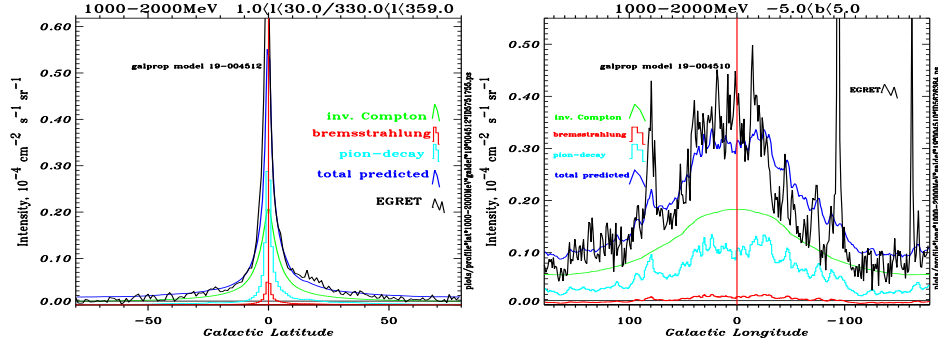 1000-2000MeV 1.0⟨l⟨30.0/330.0⟨l⟨359.0
galprop model 19-004512
inv. Compton
bremsstrahlung
pion-decay
total predicted
EGRET
Intensity, 10⁻⁴ cm⁻² s⁻¹ sr⁻¹
0.60
0.50
0.40
0.30
0.20
0.10
0.00
-50
0
50
Galactic Latitude
1000-2000MeV -5.0⟨b⟨5.0
galprop model 19-004510
EGRET
inv. Compton
bremsstrahlung
pion-decay
total predicted
Intensity, 10⁻⁴ cm⁻² s⁻¹ sr⁻¹
0.50
0.40
0.30
0.20
0.10
0.00
100
0
-100
Galactic Longitude